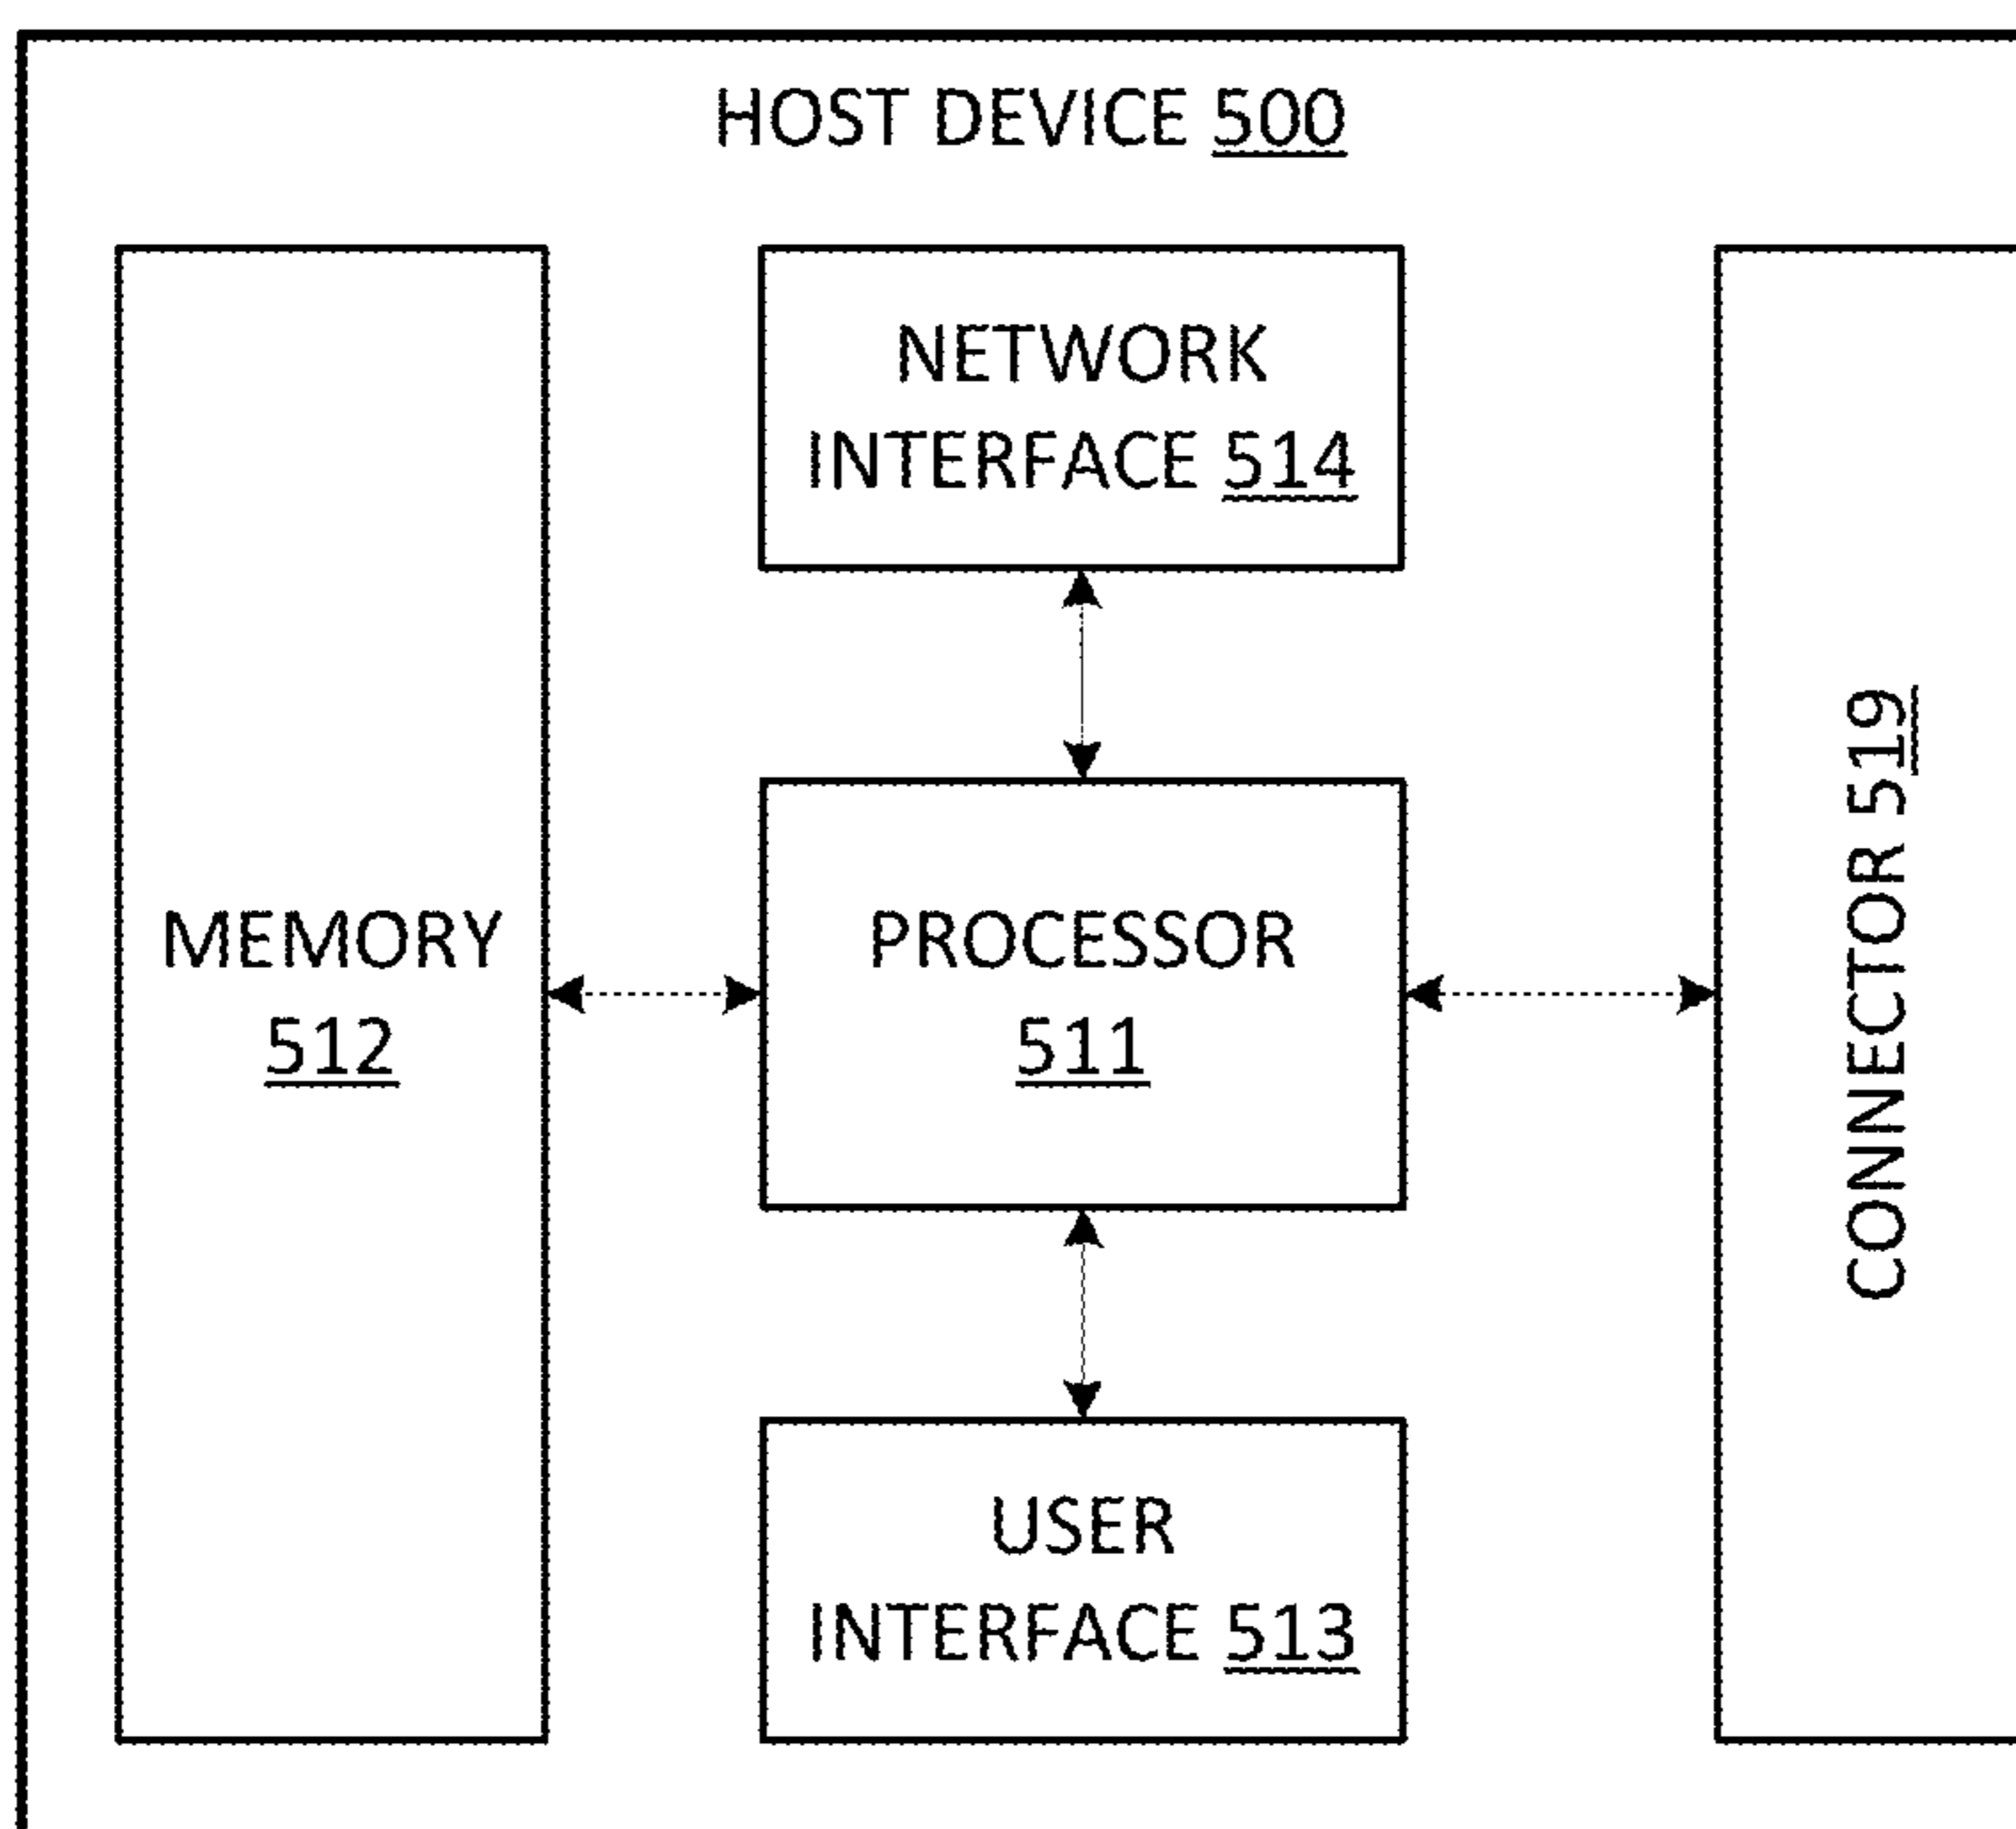 HOST DEVICE 500
NETWORK
INTERFACE 514
MEMORY
512
PROCESSOR
511
CONNECTOR 519
USER
INTERFACE 513